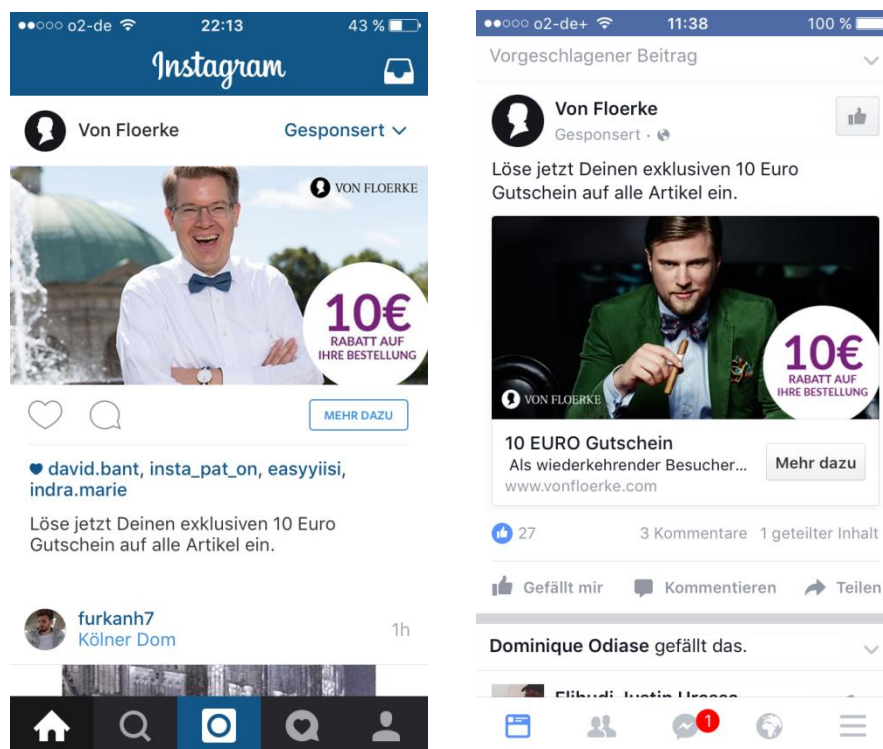 o2-de 22:13 43 %
Instagram
Von Floerke Gesponsert
VON FLOERKE
10€
RABATT AUF
IHRE BESTELLUNG
MEHR DAZU
david.bant, insta_pat_on, easyyiisi,
indra.marie
Löse jetzt Deinen exklusiven 10 Euro
Gutschein auf alle Artikel ein.
furkanh7
Kölner Dom
1h
o2-de+ 11:38 100 %
Vorgeschlagener Beitrag
Von Floerke
Gesponsert ·
Löse jetzt Deinen exklusiven 10 Euro
Gutschein auf alle Artikel ein.
10€
RABATT AUF
IHRE BESTELLUNG
VON FLOERKE
10 EURO Gutschein
Als wiederkehrender Besucher...
www.vonfloerke.com
Mehr dazu
27 3 Kommentare 1 geteilter Inhalt
Gefällt mir Kommentieren Teilen
Dominique Odiase gefällt das.
1